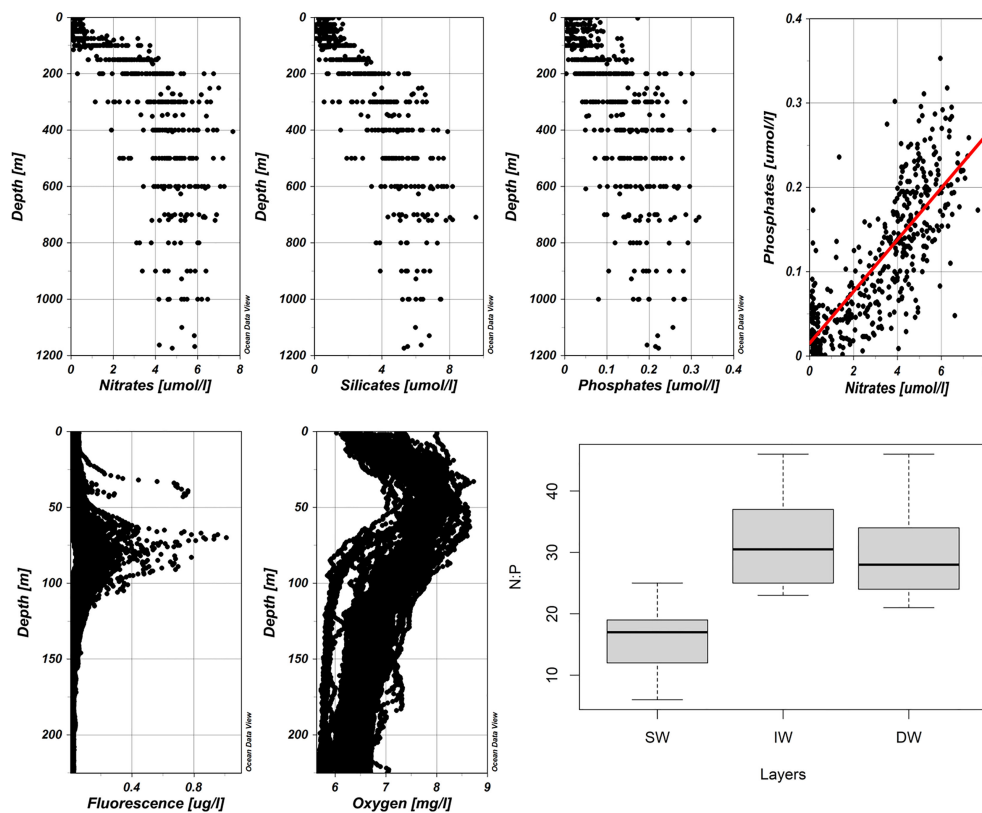 0
200
400
600
800
1000
1200
Depth [m]
0 2 4 6 8
Nitrates [umol/l]
Ocean Data View
0
200
400
600
800
1000
1200
Depth [m]
0 4 8
Silicates [umol/l]
Ocean Data View
0
200
400
600
800
1000
1200
Depth [m]
0 0.1 0.2 0.3 0.4
Phosphates [umol/l]
Ocean Data View
0.4
0.3
0.2
0.1
0
Phosphates [umol/l]
0 2 4 6
Nitrates [umol/l]
0
50
100
150
200
Depth [m]
0.4 0.8
Fluorescence [ug/l]
Ocean Data View
0
50
100
150
200
Depth [m]
6 7 8 9
Oxygen [mg/l]
Ocean Data View
40
30
20
10
N:P
SW IW DW
Layers